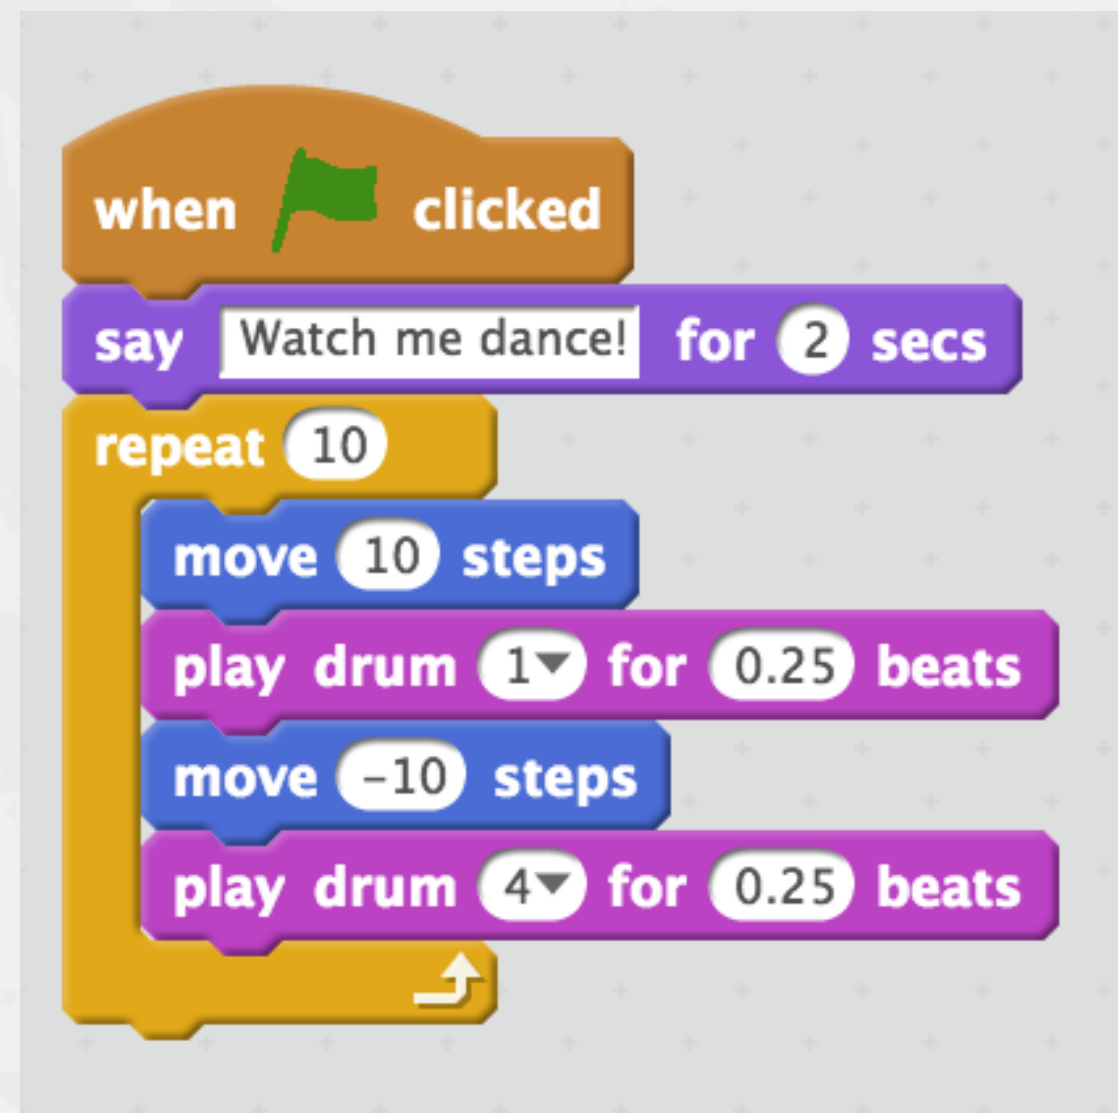 when clicked
say Watch me dance! for 2 secs
repeat 10
move 10 steps
play drum 1 for 0.25 beats
move -10 steps
play drum 4 for 0.25 beats